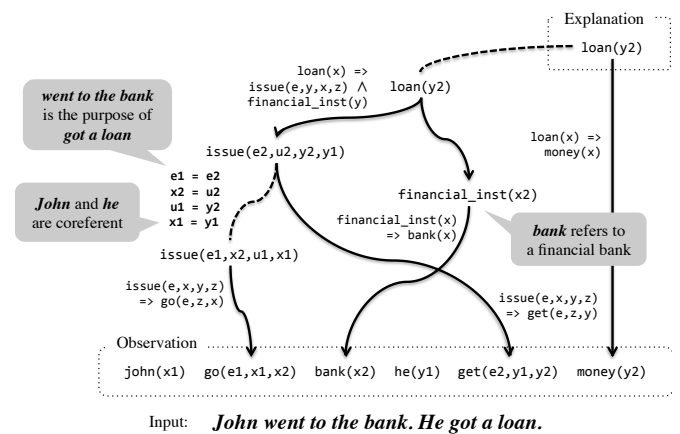 Explanation
loan(y2)
loan(x) =>
issue(e,y,x,z) ∧
financial_inst(y)
loan(y2)
went to the bank
is the purpose of
got a loan
loan(x) =>
money(x)
issue(e2,u2,y2,y1)
e1 = e2
x2 = u2
u1 = y2
x1 = y1
John and he
are coreferent
financial_inst(x2)
financial_inst(x)
=> bank(x)
bank refers to
a financial bank
issue(e1,x2,u1,x1)
issue(e,x,y,z)
=> go(e,z,x)
issue(e,x,y,z)
=> get(e,z,y)
Observation
john(x1) go(e1,x1,x2) bank(x2) he(y1) get(e2,y1,y2) money(y2)
Input: John went to the bank. He got a loan.